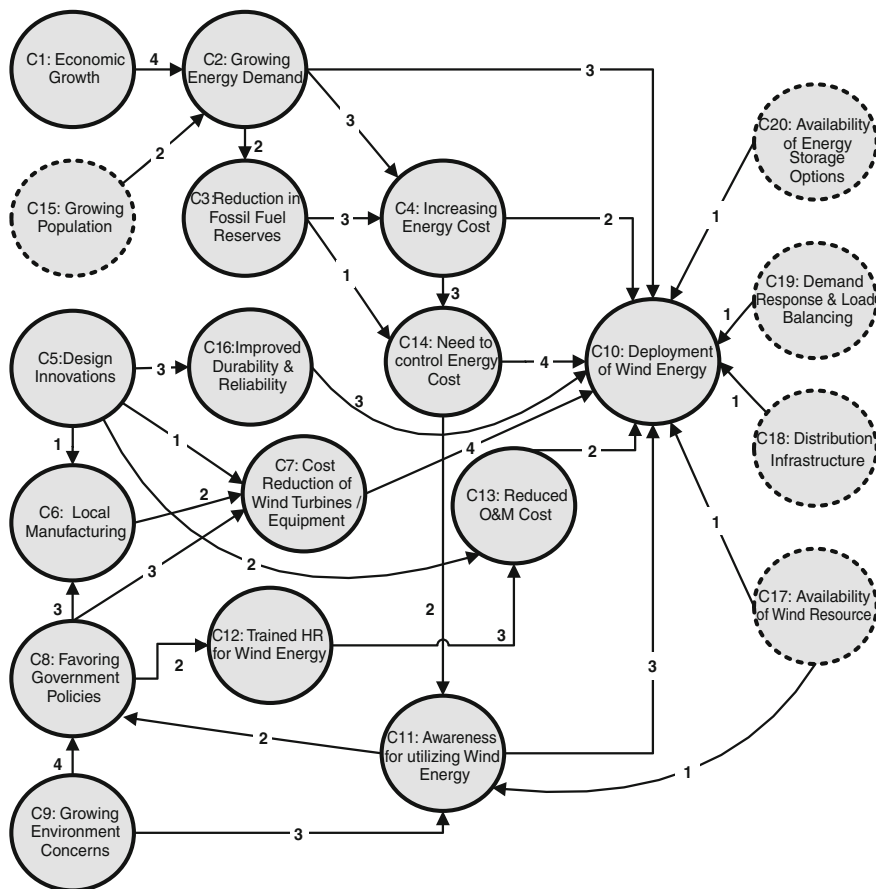 C1: Economic
Growth
4
C2: Growing
Energy Demand
3
3
2
2
C15: Growing
Population
C3:Reduction in
Fossil Fuel
Reserves
3
1
C4: Increasing
Energy Cost
2
3
C20: Availability
of Energy
Storage
Options
1
C19: Demand
Response & Load
Balancing
1
C5:Design
Innovations
3
C16:Improved
Durability &
Reliability
3
C14: Need to
control Energy
Cost
4
C10: Deployment
of Wind Energy
1
C18: Distribution
Infrastructure
1
1
C7: Cost
Reduction of
Wind Turbines /
Equipment
4
2
C6: Local
Manufacturing
2
C13: Reduced
O&M Cost
1
3
2
3
C8: Favoring
Government
Policies
2
C12: Trained HR
for Wind Energy
3
2
C17: Availability
of Wind Resource
3
2
C11: Awareness
for utilizing Wind
Energy
1
4
C9: Growing
Environment
Concerns
3